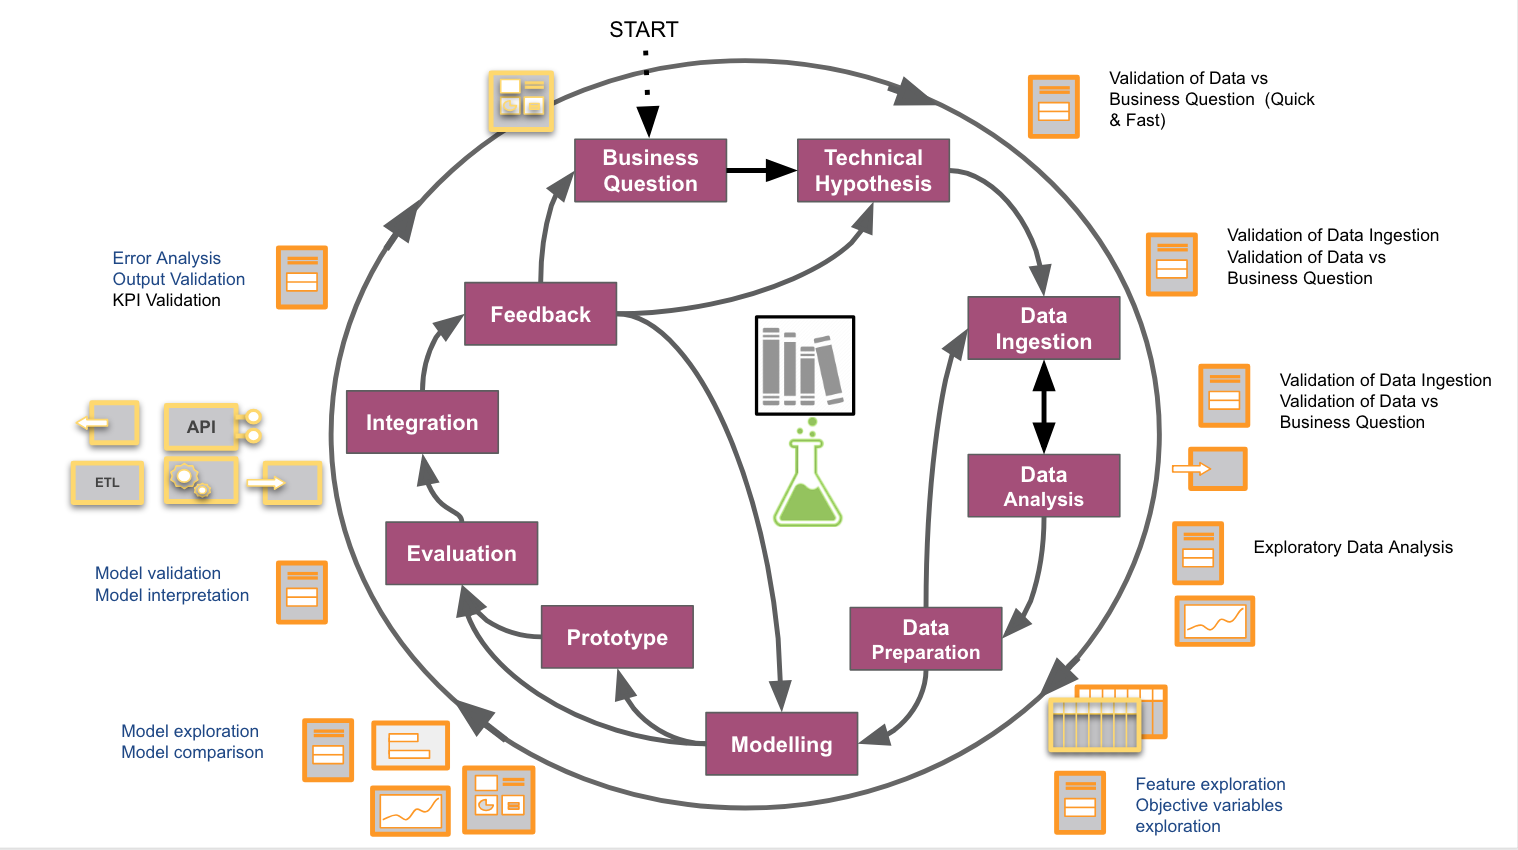 START
Business
Question
Technical
Hypothesis
Validation of Data vs
Business Question  (Quick
& Fast)
Validation of Data Ingestion
Validation of Data vs
Business Question
Data
Ingestion
Validation of Data Ingestion
Validation of Data vs
Business Question
Data
Analysis
Exploratory Data Analysis
Data
Preparation
Feature exploration
Objective variables
exploration
Modelling
Model exploration
Model comparison
Prototype
Evaluation
Model validation
Model interpretation
Integration
API
ETL
Feedback
Error Analysis
Output Validation
KPI Validation